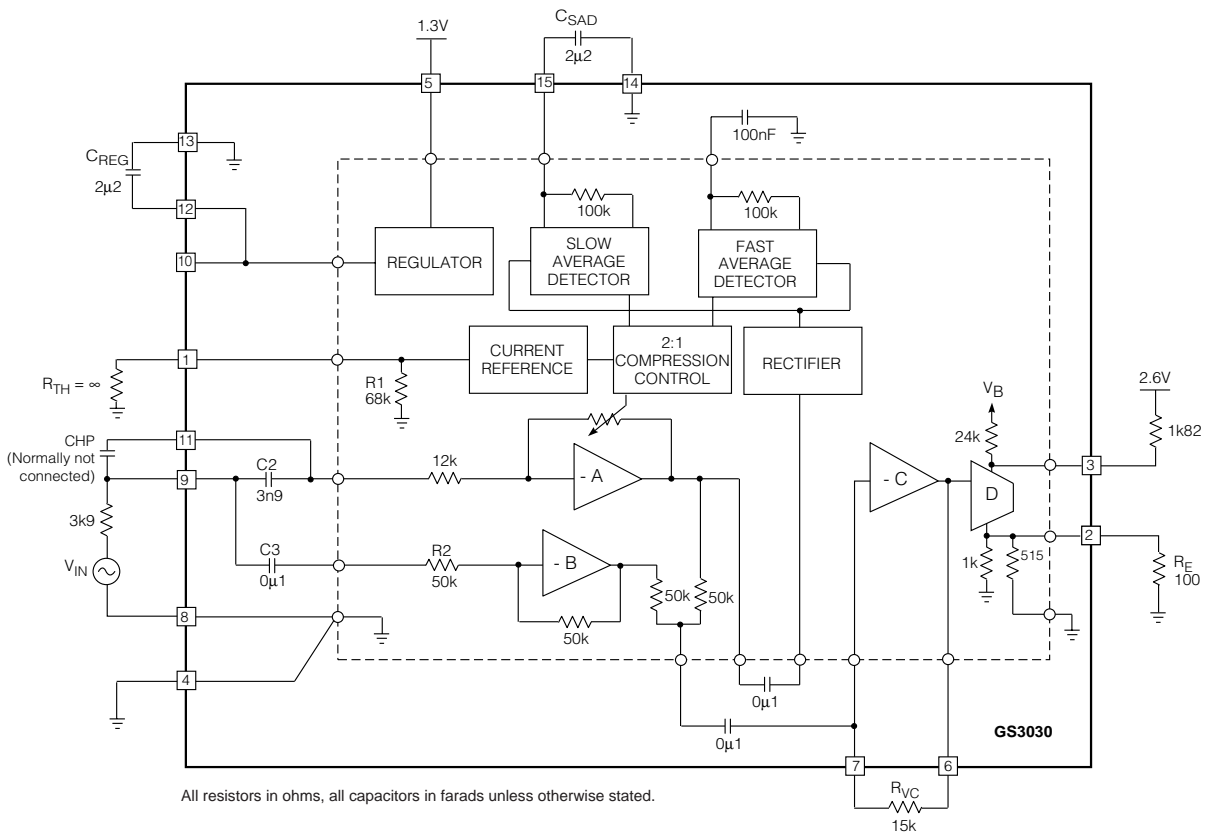 1.3V
CSAD
2µ2
5
15
14
13
100nF
CREG
2µ2
12
100k
100k
10
REGULATOR
SLOW
AVERAGE
DETECTOR
FAST
AVERAGE
DETECTOR
1
CURRENT
REFERENCE
2:1
COMPRESSION
CONTROL
RECTIFIER
RTH = ∞
R1
68k
2.6V
VB
1k82
24k
CHP
(Normally not
connected)
11
9
C2
3n9
12k
- A
- C
D
3
3k9
2
C3
0µ1
R2
50k
- B
50k
50k
50k
1k
515
RE
100
VIN
8
4
0µ1
0µ1
GS3030
7
6
RVC
15k
All resistors in ohms, all capacitors in farads unless otherwise stated.